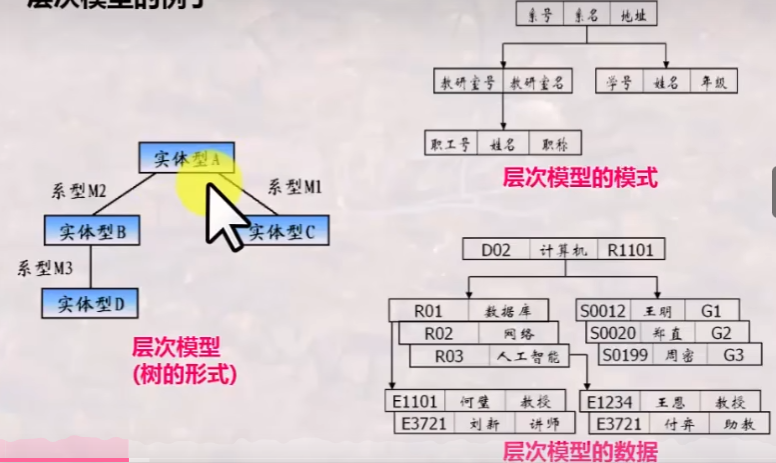 层次模型的例子
系号 系名 地址
教研室号 教研室名
学号 姓名 年级
职工号 姓名 职称
层次模型的模式
实体型A
系型M2
系型M1
实体型B
实体型C
系型M3
实体型D
层次模型
(树的形式)
D02 计算机 R1101
R01 数据库
R02 网络
R03 人工智能
S0012 王明 G1
S0020 郑直 G2
S0199 周密 G3
E1101 何璧 教授
E3721 刘新 讲师
E1234 王恩 教授
E3721 付弈 助教
层次模型的数据